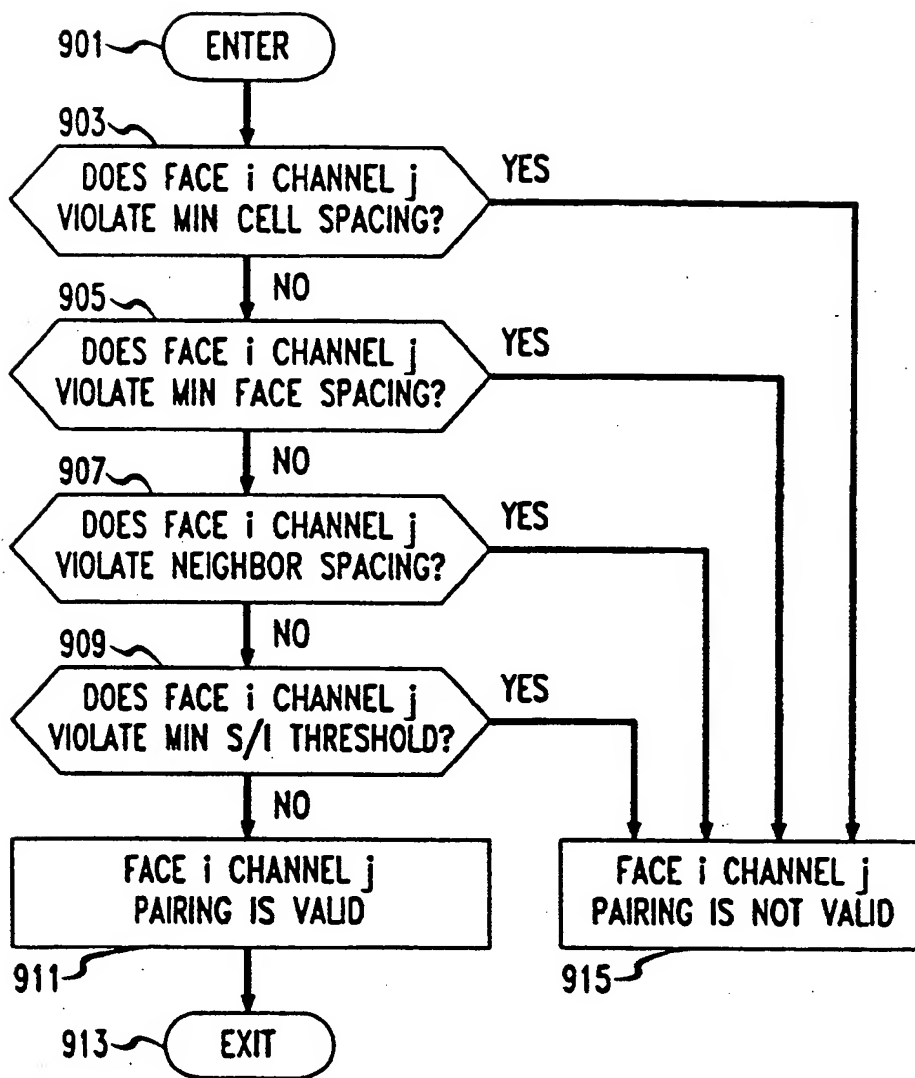 901
ENTER
903
DOES FACE i CHANNEL j
VIOLATE MIN CELL SPACING?
YES
NO
905
DOES FACE i CHANNEL j
VIOLATE MIN FACE SPACING?
YES
NO
907
DOES FACE i CHANNEL j
VIOLATE NEIGHBOR SPACING?
YES
NO
909
DOES FACE i CHANNEL j
VIOLATE MIN S/I THRESHOLD?
YES
NO
FACE i CHANNEL j
PAIRING IS VALID
911
FACE i CHANNEL j
PAIRING IS NOT VALID
915
913
EXIT